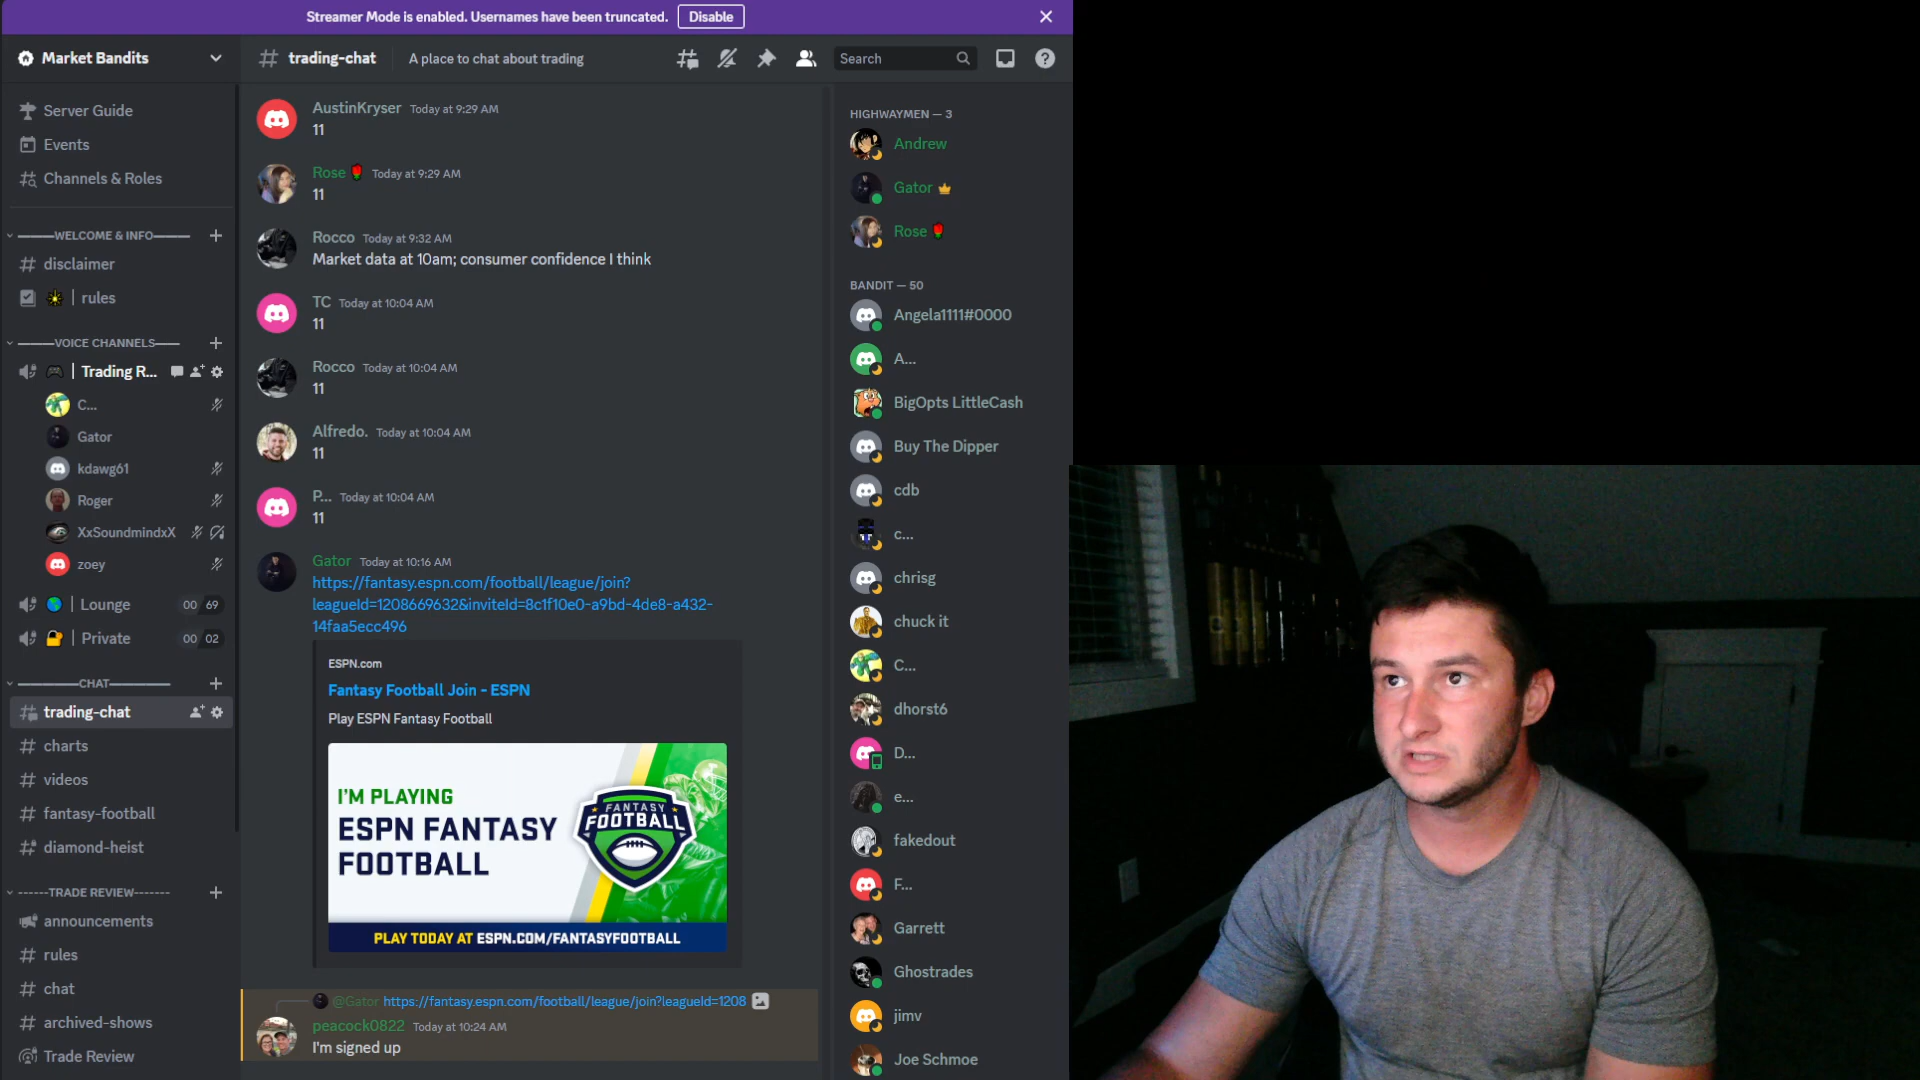 Streamer Mode is enabled. Usernames have been truncated.
Disable
Market Bandits
trading-chat
A place to chat about trading
Search
Server Guide
Events
Channels & Roles
WELCOME & INFO
disclaimer
| rules
VOICE CHANNELS
| Trading R...
C...
Gator
kdawg61
Roger
XxSoundmindxX
zoey
| Lounge
00 69
| Private
00 02
CHAT
trading-chat
charts
videos
fantasy-football
diamond-heist
------TRADE REVIEW-------
announcements
rules
chat
archived-shows
Trade Review
AustinKryser Today at 9:29 AM
11
Rose Today at 9:29 AM
11
Rocco Today at 9:32 AM
Market data at 10am; consumer confidence I think
TC Today at 10:04 AM
11
Rocco Today at 10:04 AM
11
Alfredo. Today at 10:04 AM
11
P... Today at 10:04 AM
11
Gator Today at 10:16 AM
https://fantasy.espn.com/football/league/join?
leagueId=1208669632&inviteId=8c1f10e0-a9bd-4de8-a432-
14faa5ecc496
ESPN.com
Fantasy Football Join - ESPN
Play ESPN Fantasy Football
I'M PLAYING
ESPN FANTASY
FOOTBALL
FANTASY
FOOTBALL
PLAY TODAY AT ESPN.COM/FANTASYFOOTBALL
@Gator https://fantasy.espn.com/football/league/join?leagueId=1208
peacock0822 Today at 10:24 AM
I'm signed up
HIGHWAYMEN — 3
Andrew
Gator
Rose
BANDIT — 50
Angela1111#0000
A...
BigOpts LittleCash
Buy The Dipper
cdb
c...
chrisg
chuck it
C...
dhorst6
D...
e...
fakedout
F...
Garrett
Ghostrades
jimv
Joe Schmoe